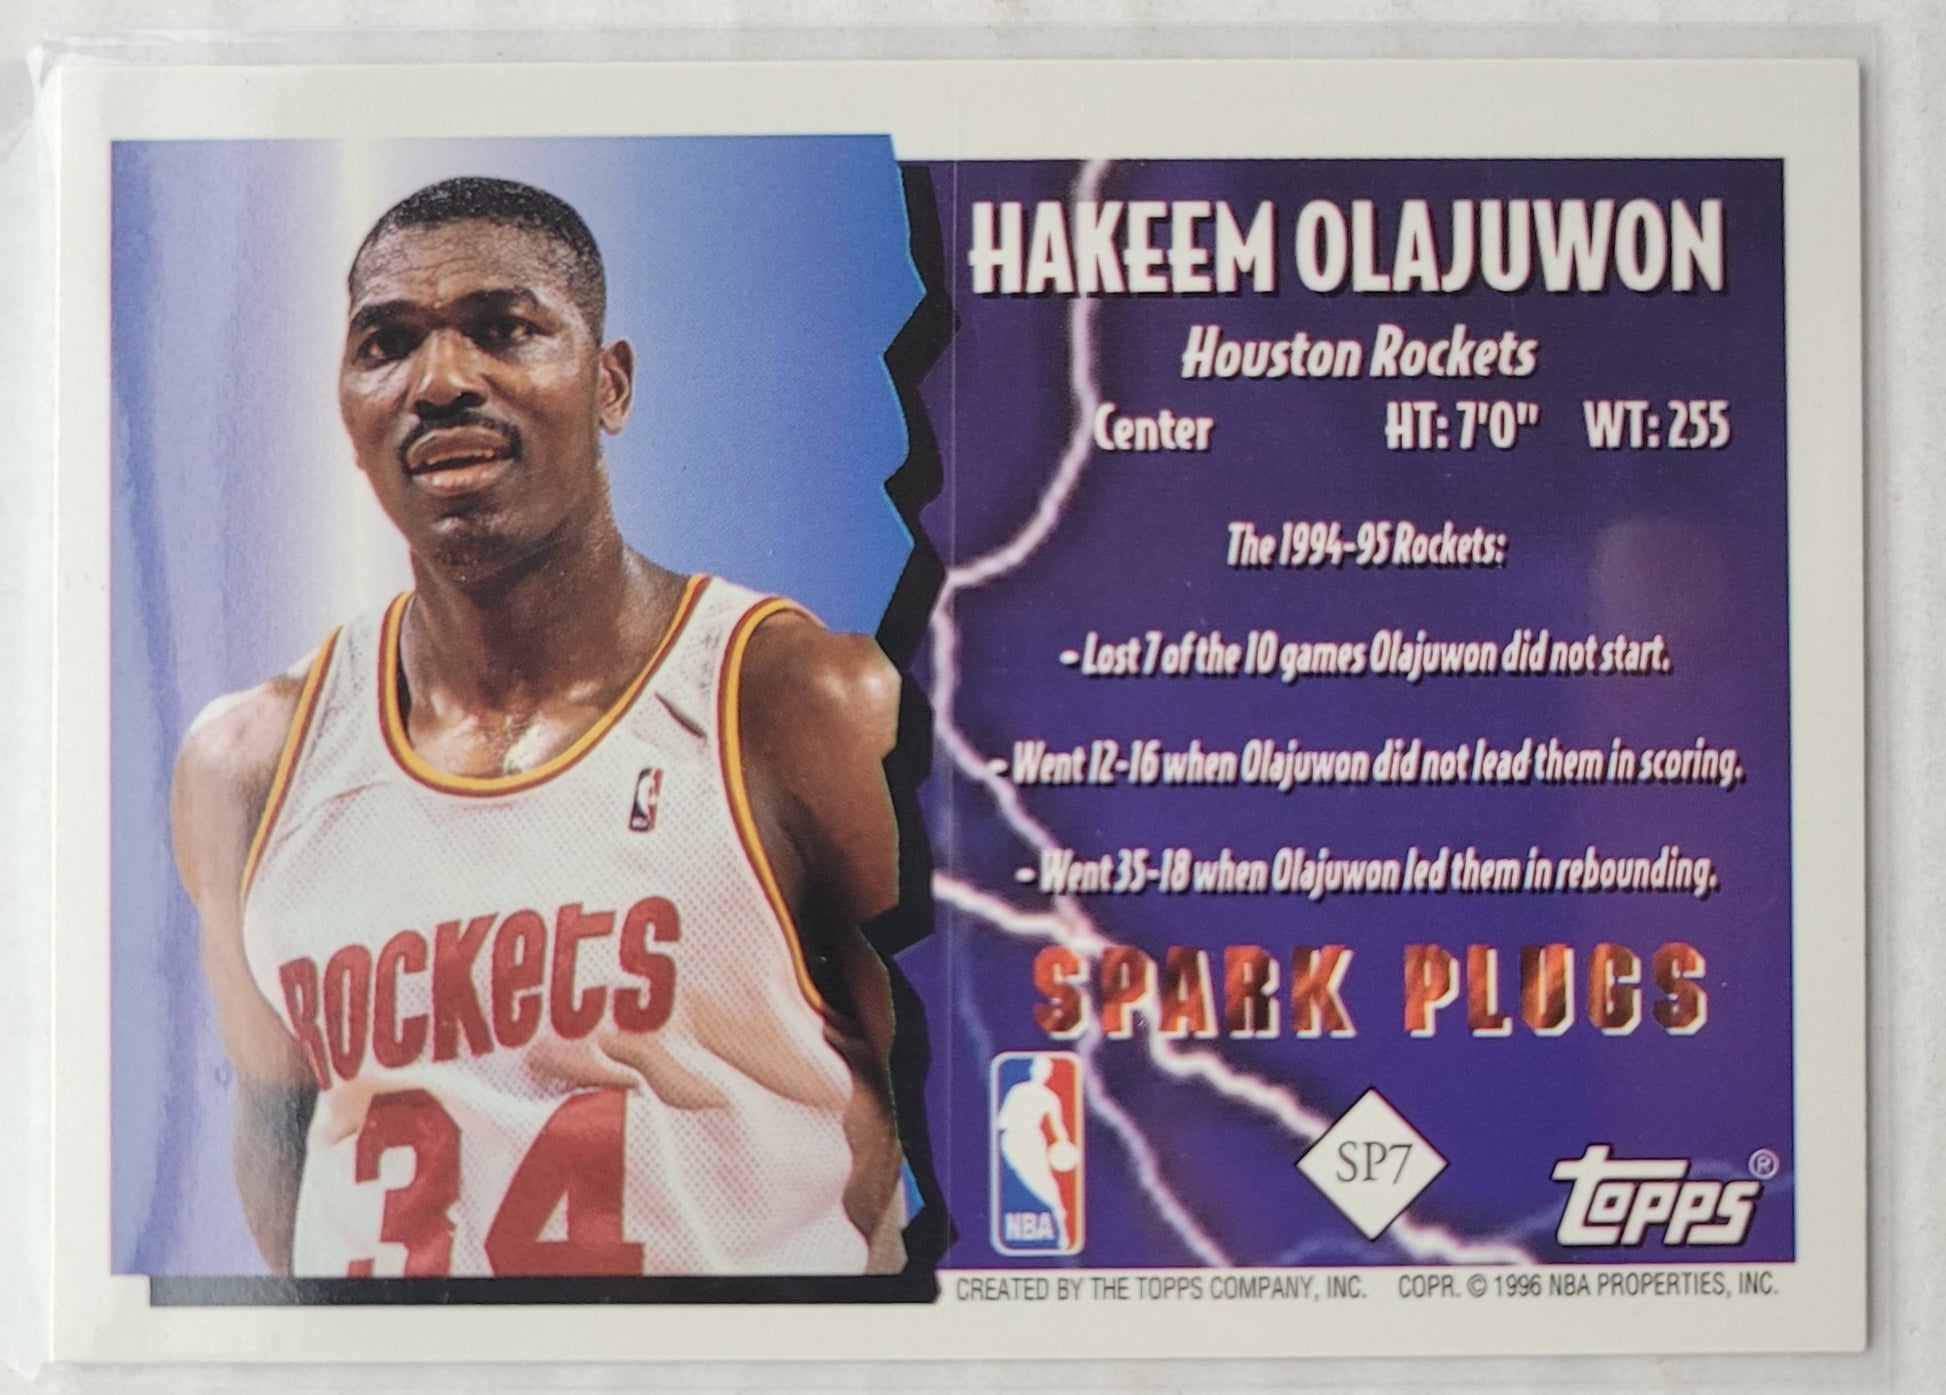 HAKEEM OLAJUWON
Houston Rockets
Center HT: 7'0" WT: 255
The 1994-95 Rockets:
- Lost 7 of the 10 games Olajuwon did not start.
- Went 12-16 when Olajuwon did not lead them in scoring.
- Went 35-18 when Olajuwon led them in rebounding.
ROCKETS
34
SPARK PLUGS
NBA
SP7
TOPPS®
CREATED BY THE TOPPS COMPANY, INC. COPR. © 1996 NBA PROPERTIES, INC.